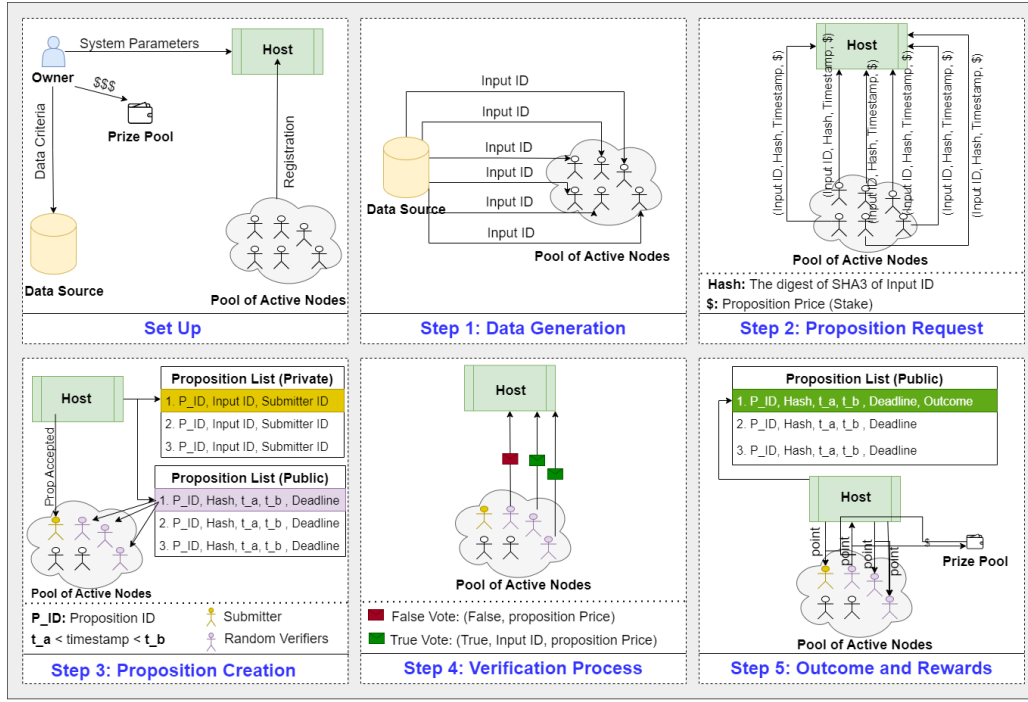 System Parameters
Host
Owner
$$$
Prize Pool
Data Criteria
Registration
Data Source
Pool of Active Nodes
Set Up
Input ID
Input ID
Input ID
Input ID
Input ID
Input ID
Data Source
Pool of Active Nodes
Step 1: Data Generation
Host
(Input ID, Hash, Timestamp, $)
(Input ID, Hash, Timestamp, $)
(Input ID, Hash, Timestamp, $)
(Input ID, Hash, Timestamp, $)
(Input ID, Hash, Timestamp, $)
(Input ID, Hash, Timestamp, $)
Pool of Active Nodes
Hash: The digest of SHA3 of Input ID
$: Proposition Price (Stake)
Step 2: Proposition Request
Host
Prop Accepted
Proposition List (Private)
1. P_ID, Input ID, Submitter ID
2. P_ID, Input ID, Submitter ID
3. P_ID, Input ID, Submitter ID
Proposition List (Public)
1. P_ID, Hash, t_a, t_b , Deadline
2. P_ID, Hash, t_a, t_b , Deadline
3. P_ID, Hash, t_a, t_b , Deadline
Pool of Active Nodes
P_ID: Proposition ID
t_a < timestamp < t_b
Submitter
Random Verifiers
Step 3: Proposition Creation
Host
Pool of Active Nodes
False Vote: (False, proposition Price)
True Vote: (True, Input ID, proposition Price)
Step 4: Verification Process
Proposition List (Public)
1. P_ID, Hash, t_a, t_b , Deadline, Outcome
2. P_ID, Hash, t_a, t_b , Deadline
3. P_ID, Hash, t_a, t_b , Deadline
Host
point
point
point
point
$
Prize Pool
Pool of Active Nodes
Step 5: Outcome and Rewards